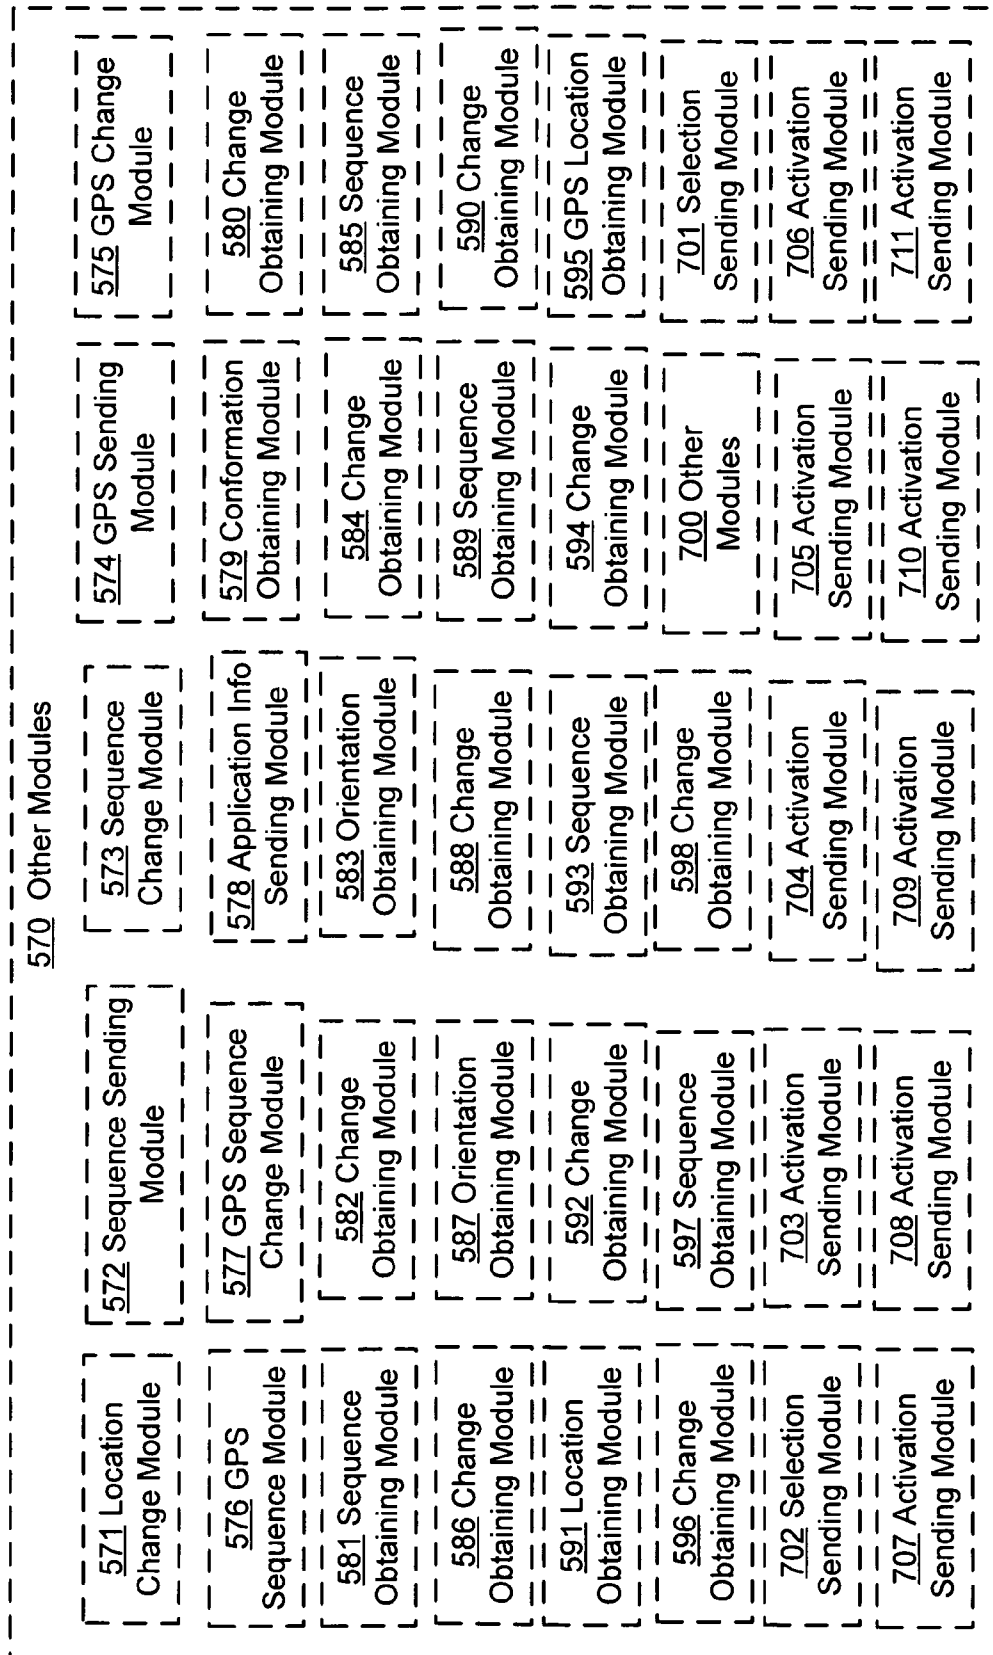 570 Other Modules
571 Location
Change Module
572 Sequence Sending
Module
573 Sequence
Change Module
574 GPS Sending
Module
575 GPS Change
Module
576 GPS
Sequence Module
577 GPS Sequence
Change Module
578 Application Info
Sending Module
579 Conformation
Obtaining Module
580 Change
Obtaining Module
581 Sequence
Obtaining Module
582 Change
Obtaining Module
583 Orientation
Obtaining Module
584 Change
Obtaining Module
585 Sequence
Obtaining Module
586 Change
Obtaining Module
587 Orientation
Obtaining Module
588 Change
Obtaining Module
589 Sequence
Obtaining Module
590 Change
Obtaining Module
591 Location
Obtaining Module
592 Change
Obtaining Module
593 Sequence
Obtaining Module
594 Change
Obtaining Module
595 GPS Location
Obtaining Module
596 Change
Obtaining Module
597 Sequence
Obtaining Module
598 Change
Obtaining Module
700 Other
Modules
701 Selection
Sending Module
702 Selection
Sending Module
703 Activation
Sending Module
704 Activation
Sending Module
705 Activation
Sending Module
706 Activation
Sending Module
707 Activation
Sending Module
708 Activation
Sending Module
709 Activation
Sending Module
710 Activation
Sending Module
711 Activation
Sending Module